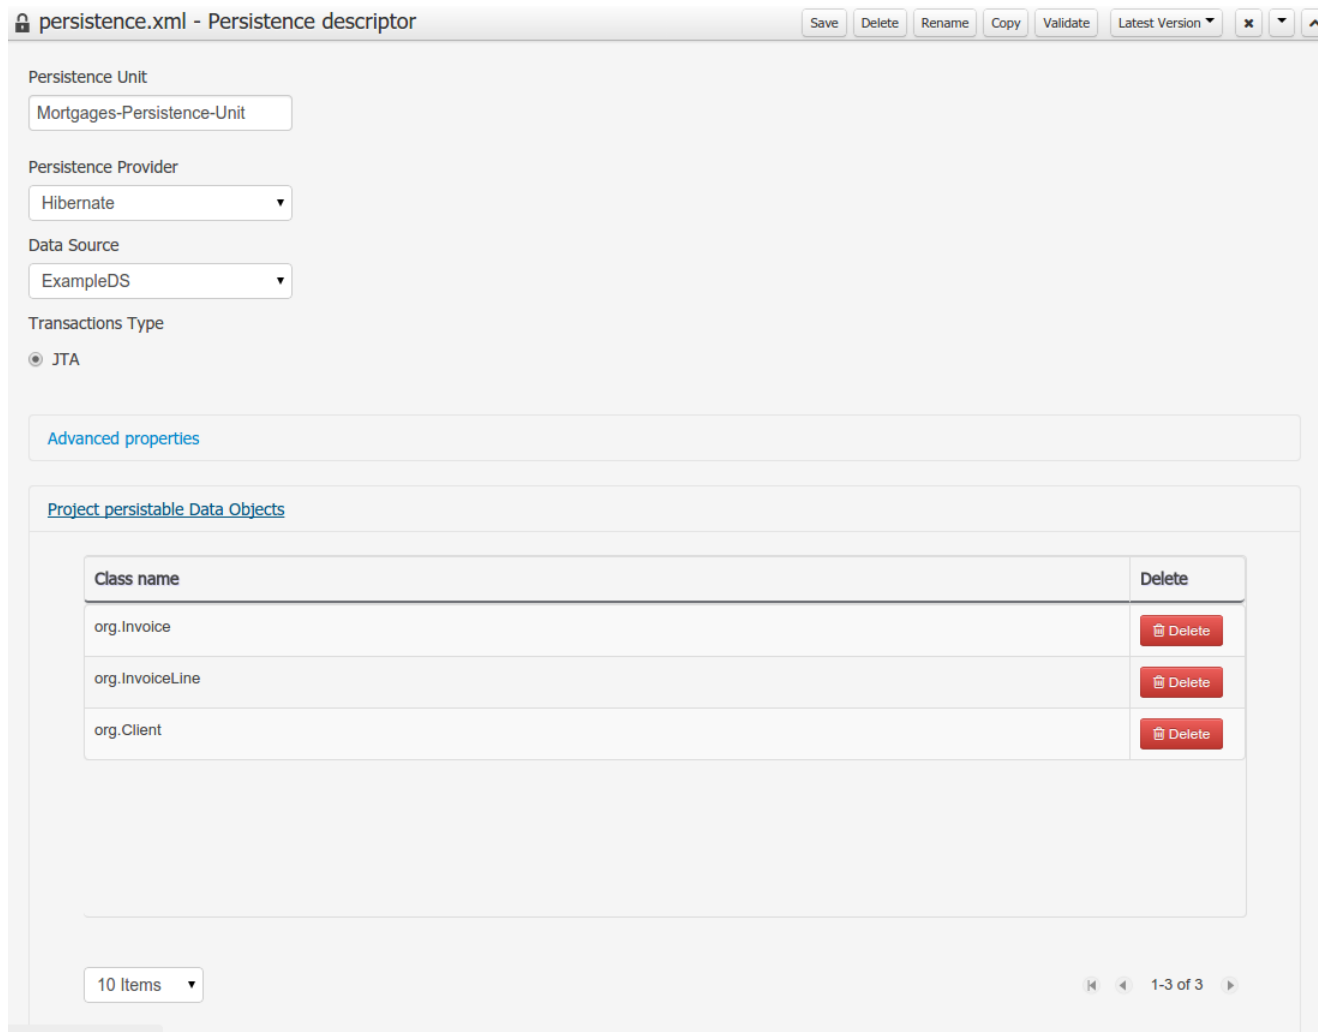 persistence.xml - Persistence descriptor
Save Delete Rename Copy Validate Latest Version
Persistence Unit
Mortgages-Persistence-Unit
Persistence Provider
Hibernate
Data Source
ExampleDS
Transactions Type
JTA
Advanced properties
Project persistable Data Objects
Class name Delete
org.Invoice Delete
org.InvoiceLine Delete
org.Client Delete
10 Items 1-3 of 3